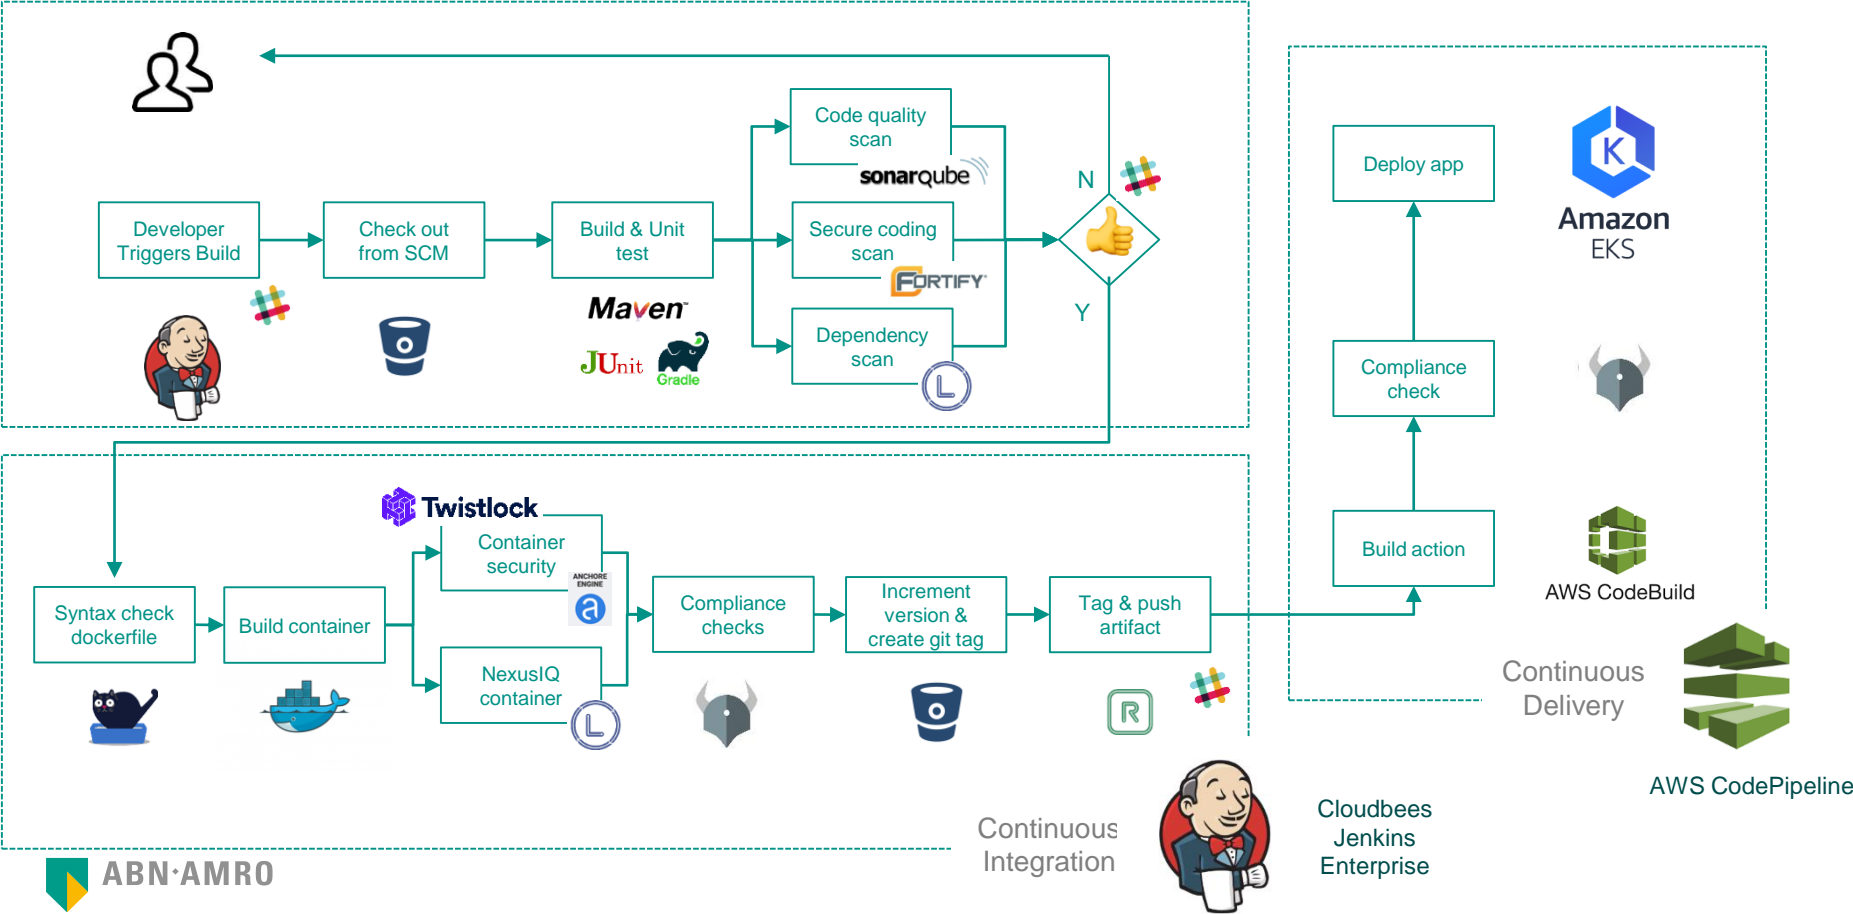 Code quality
scan
sonarqube
N
Developer
Triggers Build
Check out
from SCM
Build & Unit
test
Secure coding
scan
FORTIFY
Maven™
JUnit
Gradle
Dependency
scan
L
Y
Deploy app
K
Amazon
EKS
Compliance
check
Build action
AWS CodeBuild
Continuous
Delivery
AWS CodePipeline
Twistlock
Container
security
ANCHORE
ENGINE
a
Syntax check
dockerfile
Build container
NexusIQ
container
L
Compliance
checks
Increment
version &
create git tag
Tag & push
artifact
R
Continuous
Integration
Cloudbees
Jenkins
Enterprise
ABN·AMRO